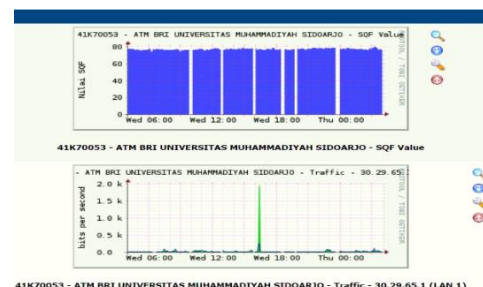 41K70053 - ATM BRI UNIVERSITAS MUHAMMADIYAH SIDOARJO - SQF Value
80
60
40
20
0
Nilai SQF
Wed 06:00 Wed 12:00 Wed 18:00 Thu 00:00
41K70053 - ATM BRI UNIVERSITAS MUHAMMADIYAH SIDOARJO - SQF Value
- ATM BRI UNIVERSITAS MUHAMMADIYAH SIDOARJO - Traffic - 30.29.65
2.0 k
1.5 k
1.0 k
0.5 k
0.0
bits per second
Wed 06:00 Wed 12:00 Wed 18:00 Thu 00:00
41K70053 - ATM BRI UNIVERSITAS MUHAMMADIYAH SIDOARJO - Traffic - 30.29.65.1 (LAN 1)